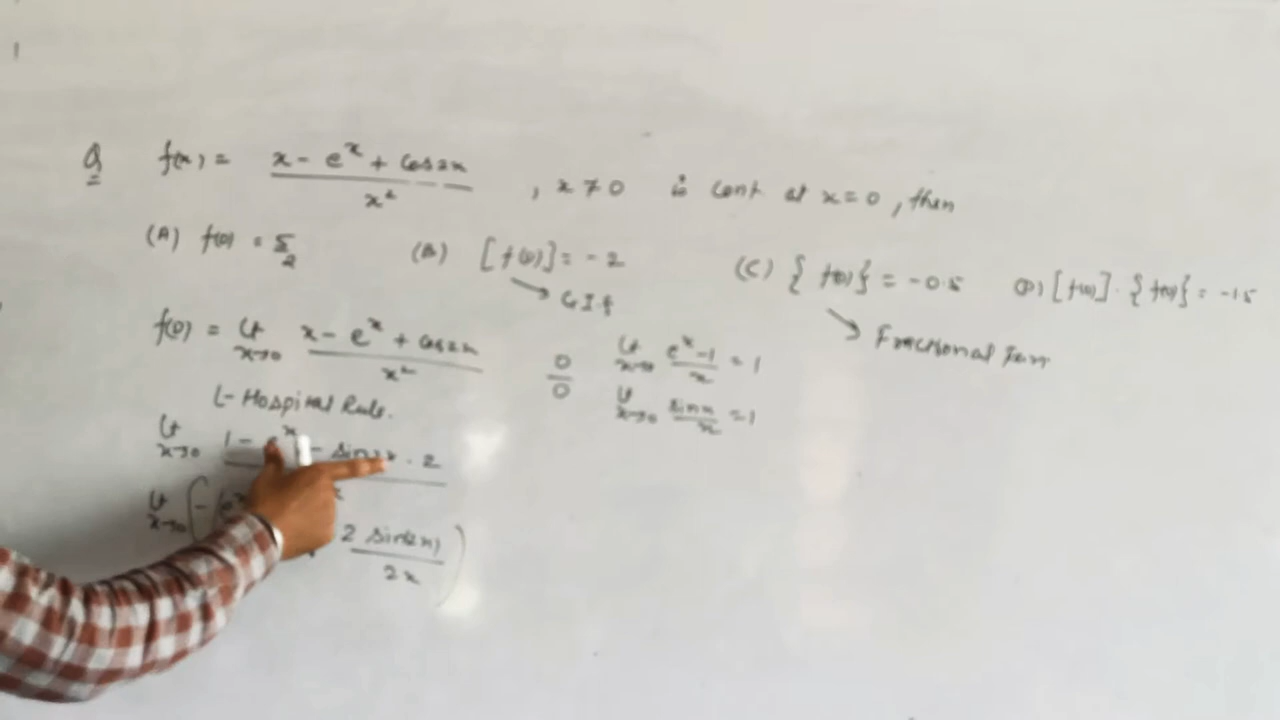 Q f(x) = x - e^x + cos2x / x² , x ≠ 0 is cont at x = 0 , then
(A) f(0) = 5/2 (B) [f(0)] = -2 (C) { f(0)} = -0.5 (D) [f(0)] . { f(0)} = -1.5
G I f
Fractional
f(0) = Lt x→0 x - e^x + cos2x / x² 0/0 Lt x→0 e^x - 1 / x = 1
L-Hospital Rule. Lt x→0 sinx / x = 1
Lt x→0 1 - e^x - sin2x . 2
Lt x→0 ( - 2 sin(2x) / 2x )